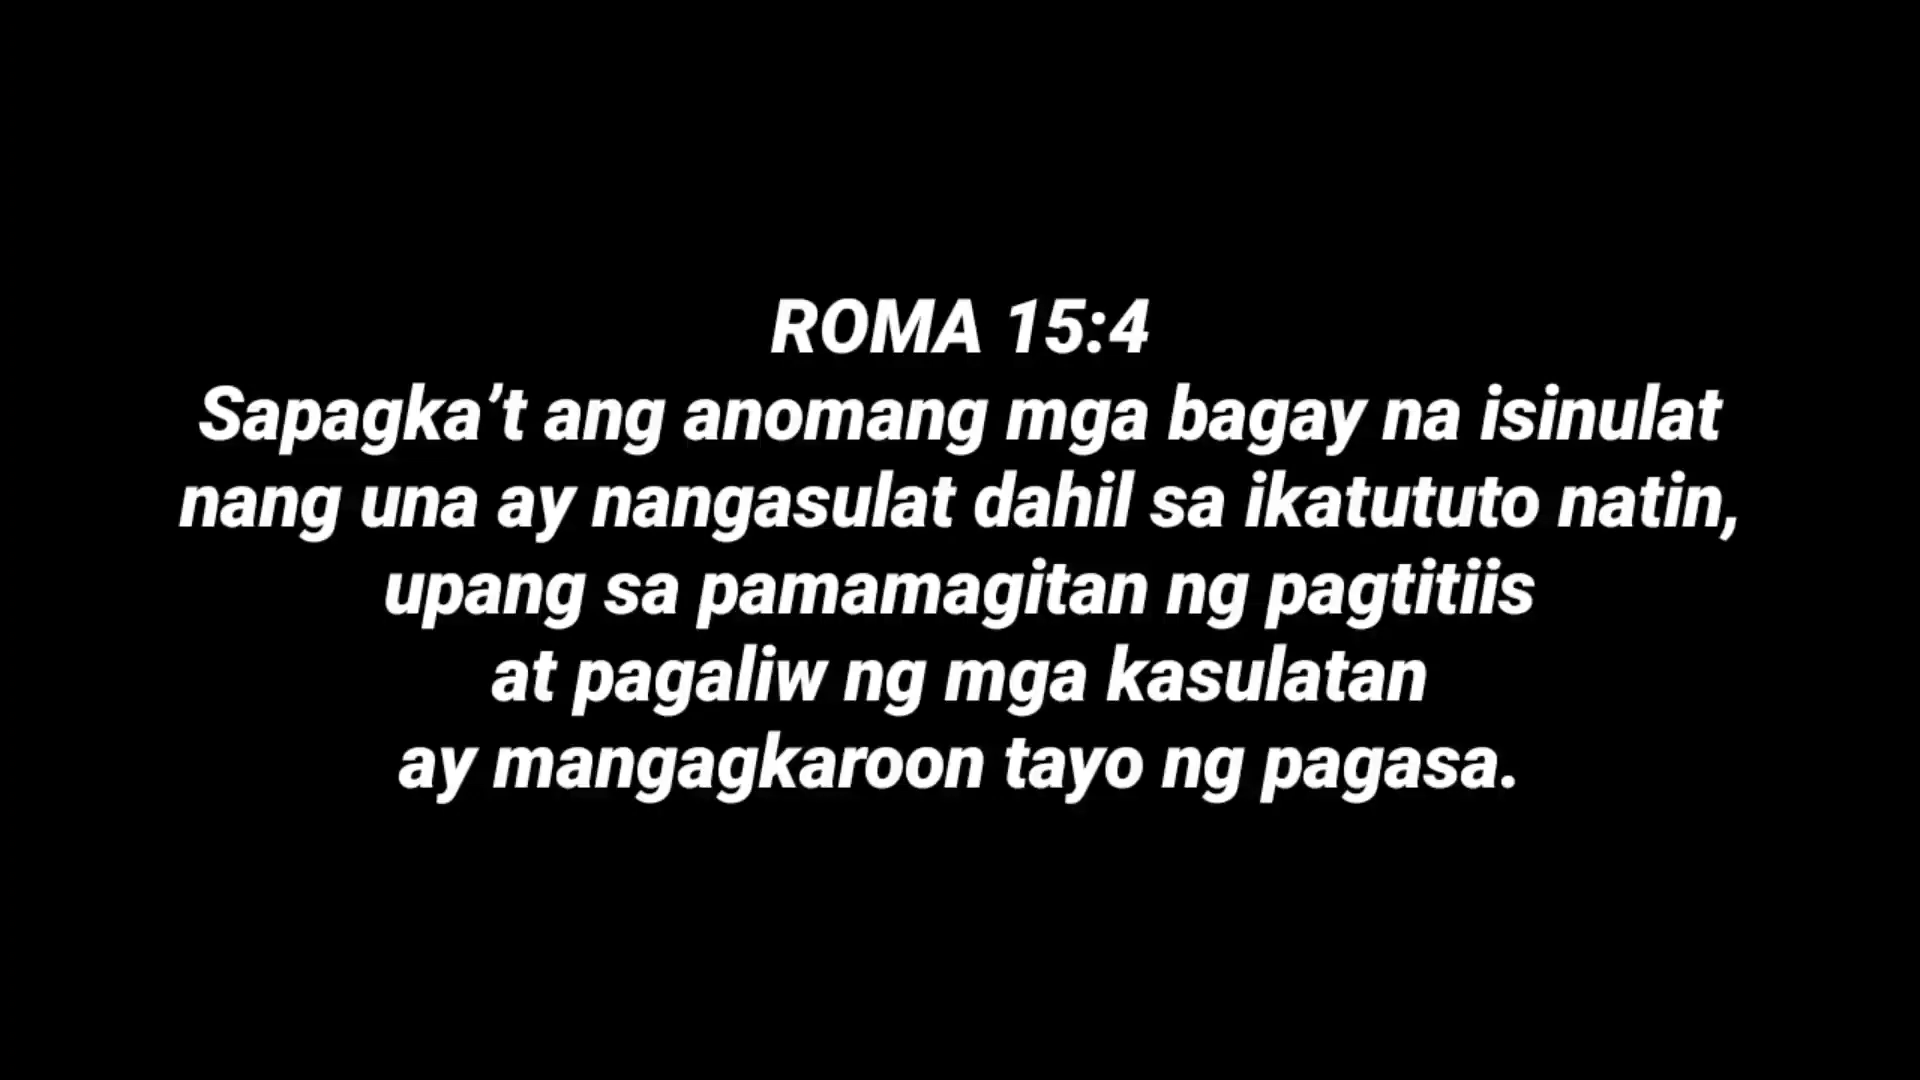 ROMA 15:4
Sapagka’t ang anomang mga bagay na isinulat
nang una ay nangasulat dahil sa ikatututo natin,
upang sa pamamagitan ng pagtitiis
at pagaliw ng mga kasulatan
ay mangagkaroon tayo ng pagasa.